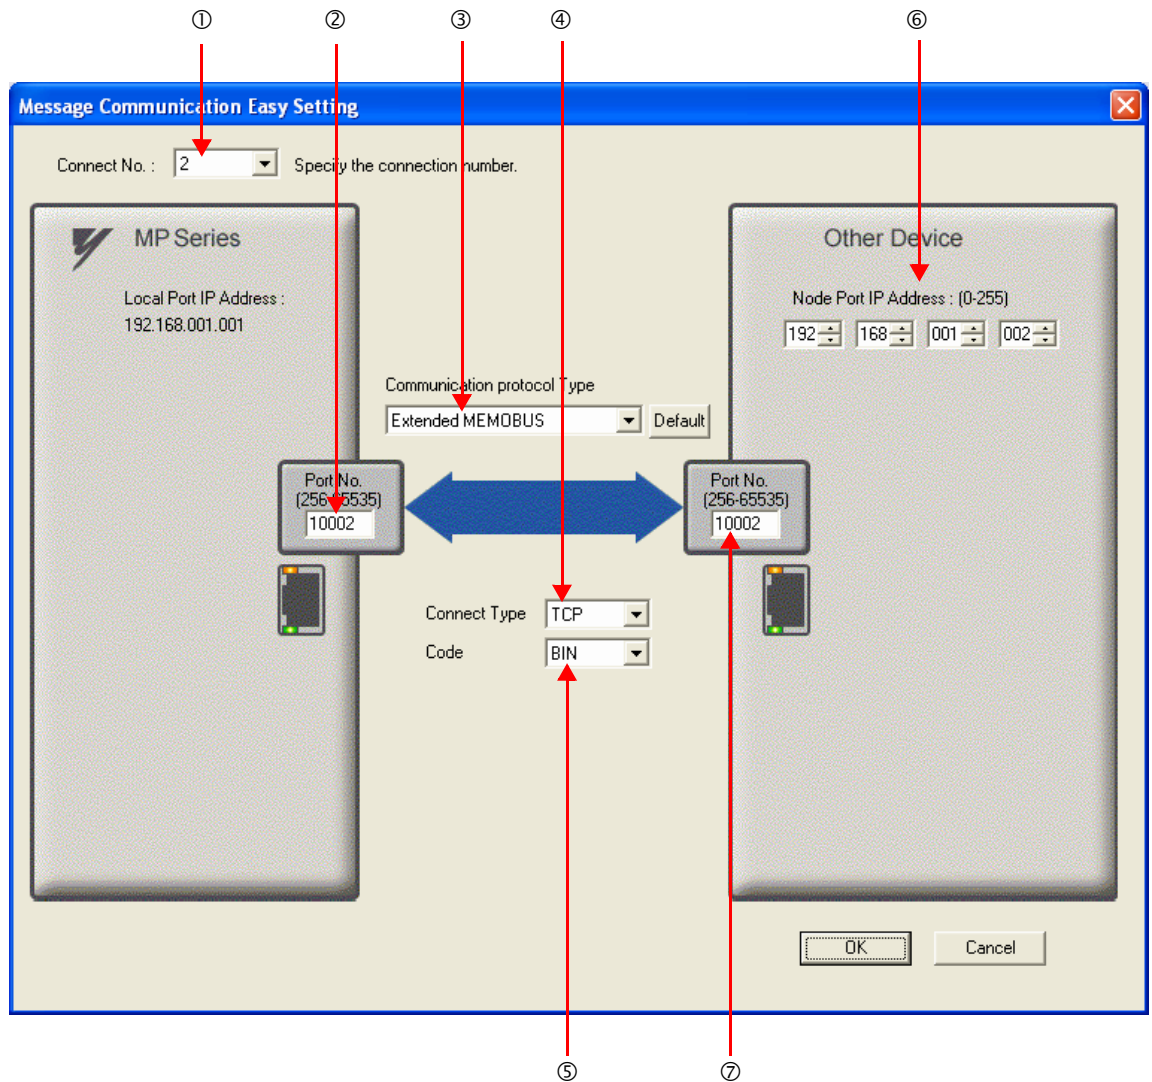 ① ② ③ ④ ⑥
Message Communication Easy Setting
Connect No. : 2 Specify the connection number.
MP Series
Other Device
Local Port IP Address :
192.168.001.001
Node Port IP Address : (0-255)
192 168 001 002
Communication protocol Type
Extended MEMOBUS Default
Port No.
(256-65535)
10002
Port No.
(256-65535)
10002
Connect Type TCP
Code BIN
OK Cancel
⑤ ⑦